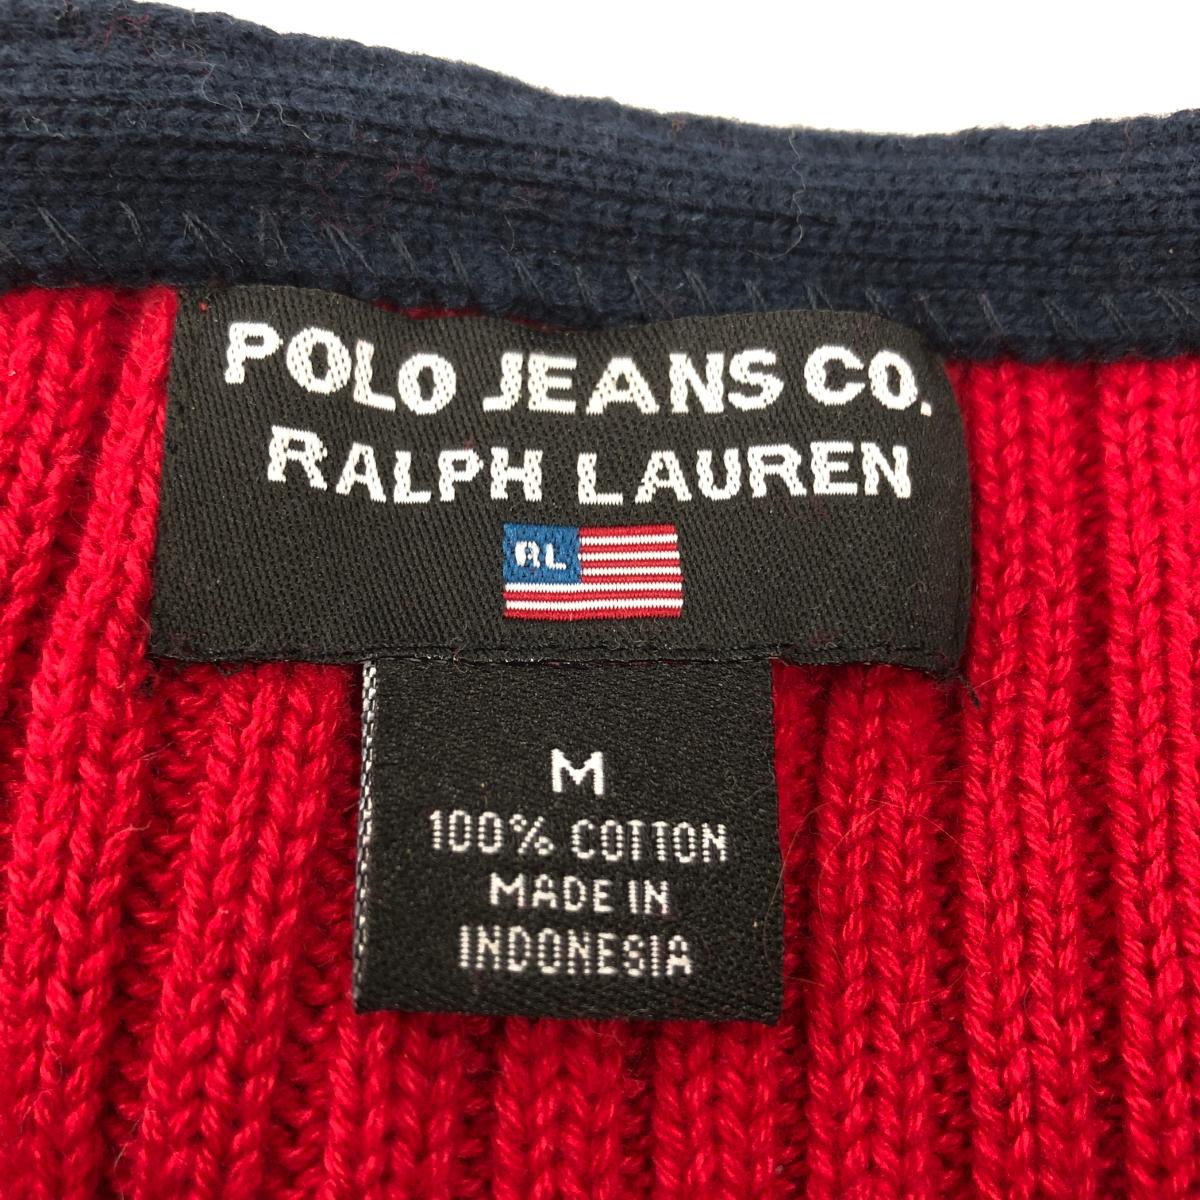 POLO JEANS CO.
RALPH LAUREN
RL
M
100% COTTON
MADE IN
INDONESIA